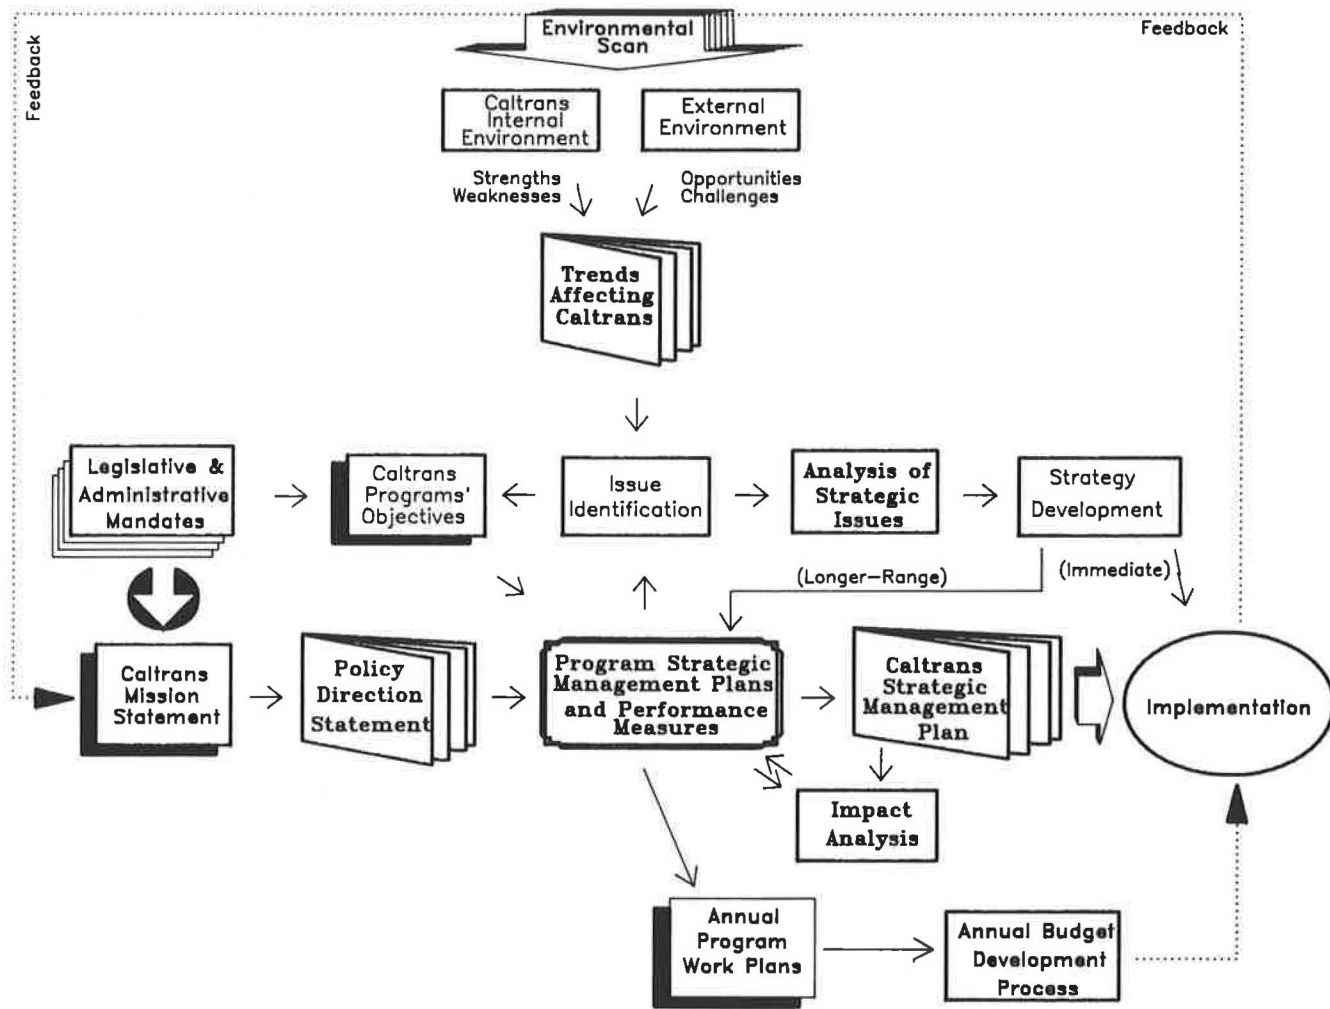 Environmental
Scan
Feedback
Feedback
Caltrans
Internal
Environment
External
Environment
Strengths
Weaknesses
Opportunities
Challenges
Trends
Affecting
Caltrans
Legislative &
Administrative
Mandates
Caltrans
Programs'
Objectives
Issue
Identification
Analysis of
Strategic
Issues
Strategy
Development
(Longer-Range)
(Immediate)
Caltrans
Mission
Statement
Policy
Direction
Statement
Program Strategic
Management Plans
and Performance
Measures
Caltrans
Strategic
Management
Plan
Implementation
Impact
Analysis
Annual
Program
Work Plans
Annual Budget
Development
Process